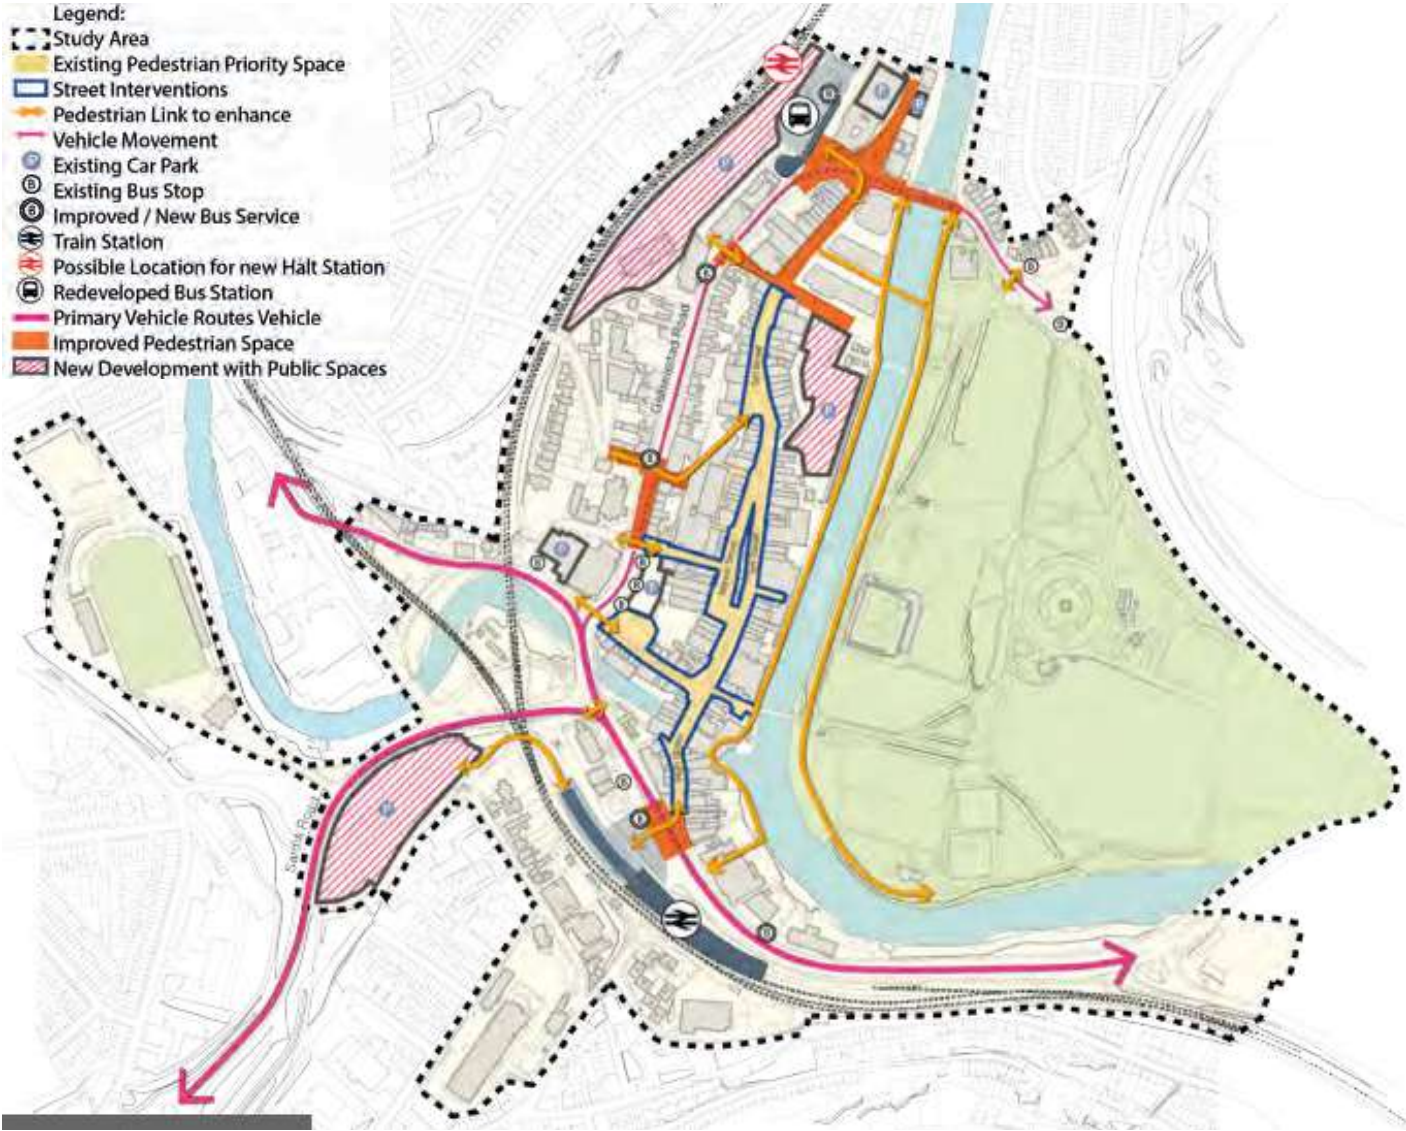 Legend:
Study Area
Existing Pedestrian Priority Space
Street Interventions
Pedestrian Link to enhance
Vehicle Movement
Existing Car Park
Existing Bus Stop
Improved / New Bus Service
Train Station
Possible Location for new Halt Station
Redeveloped Bus Station
Primary Vehicle Routes Vehicle
Improved Pedestrian Space
New Development with Public Spaces
Road
Road